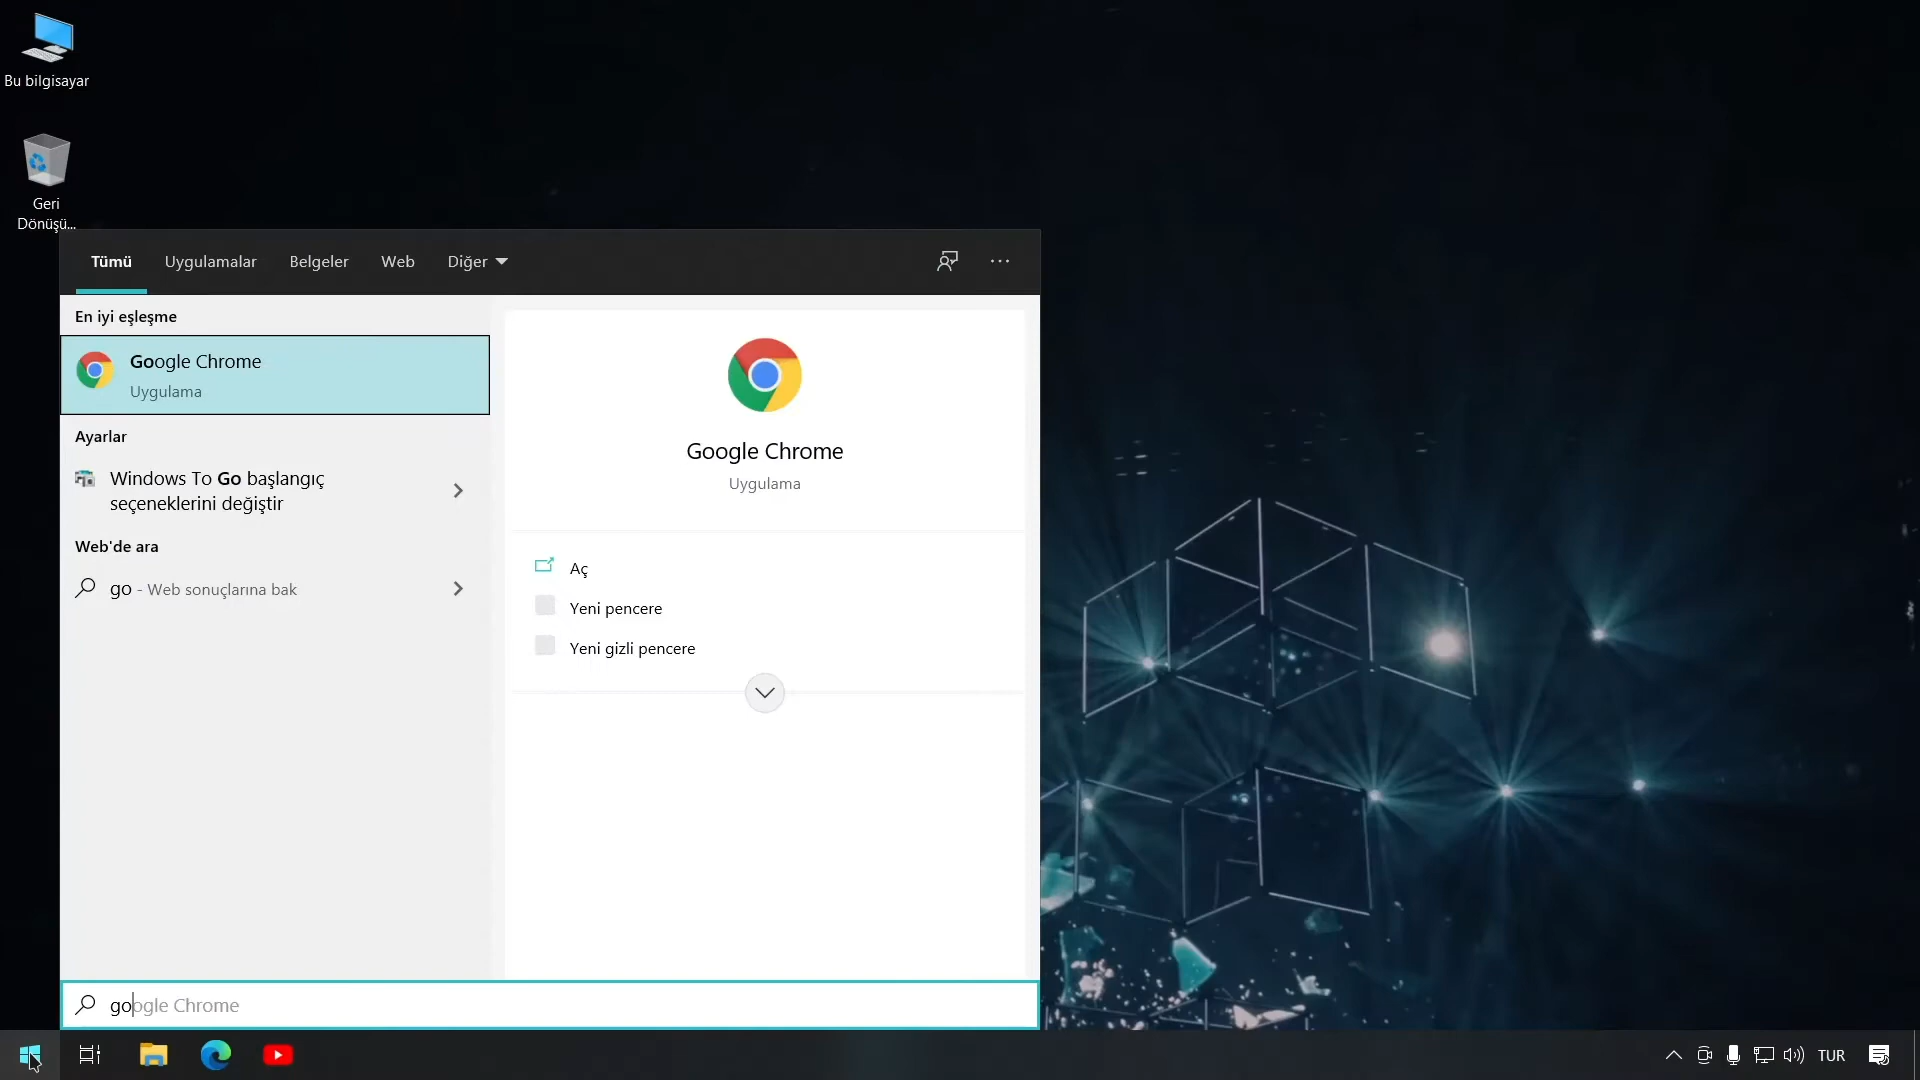 Bu bilgisayar
Geri
Dönüşü...
Tümü
Uygulamalar
Belgeler
Web
Diğer
En iyi eşleşme
Google Chrome
Uygulama
Ayarlar
Windows To Go başlangıç
seçeneklerini değiştir
Web'de ara
go - Web sonuçlarına bak
Google Chrome
Uygulama
Aç
Yeni pencere
Yeni gizli pencere
google Chrome
TUR